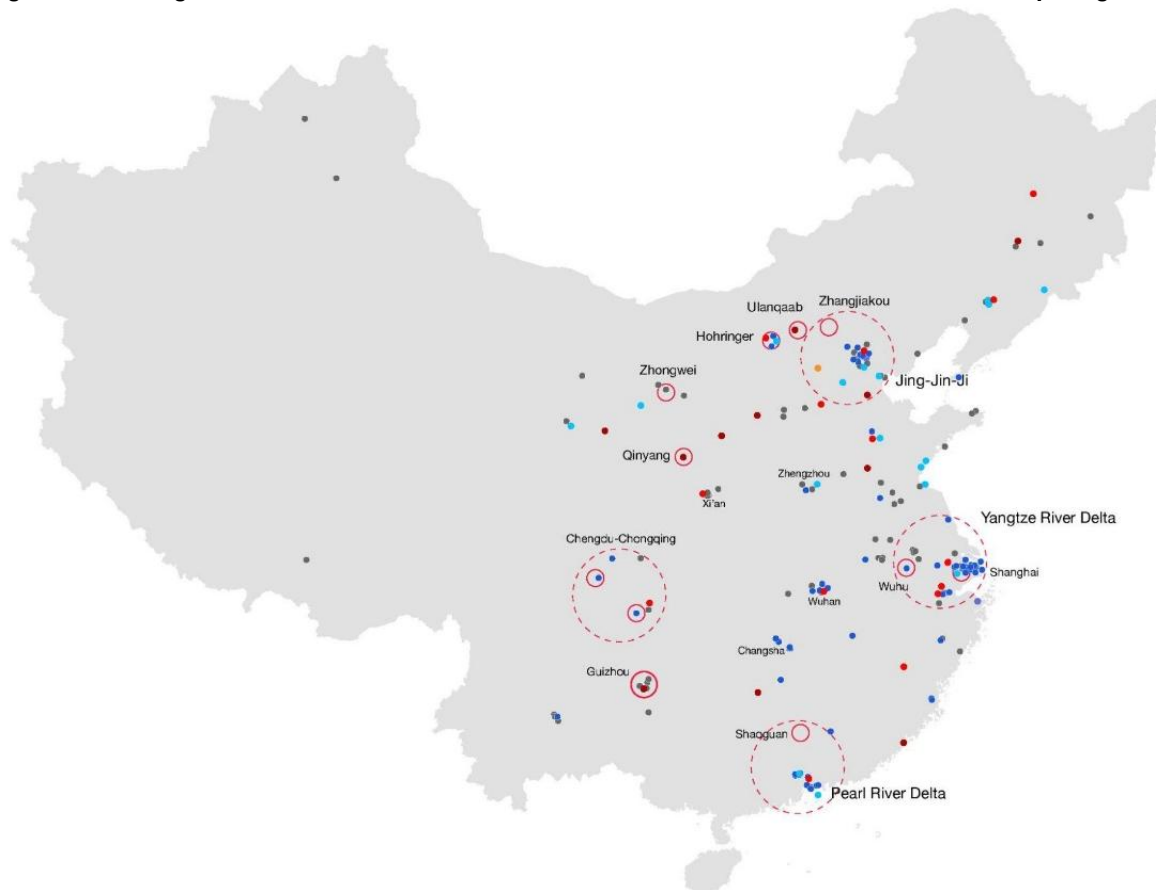 Ulanqaab
Zhangjiakou
Hohringer
Jing-Jin-Ji
Zhongwei
Qinyang
Zhengzhou
Xi'an
Yangtze River Delta
Chengdu-Chongqing
Shanghai
Wuhu
Wuhan
Changsha
Guizhou
Shaoguan
Pearl River Delta